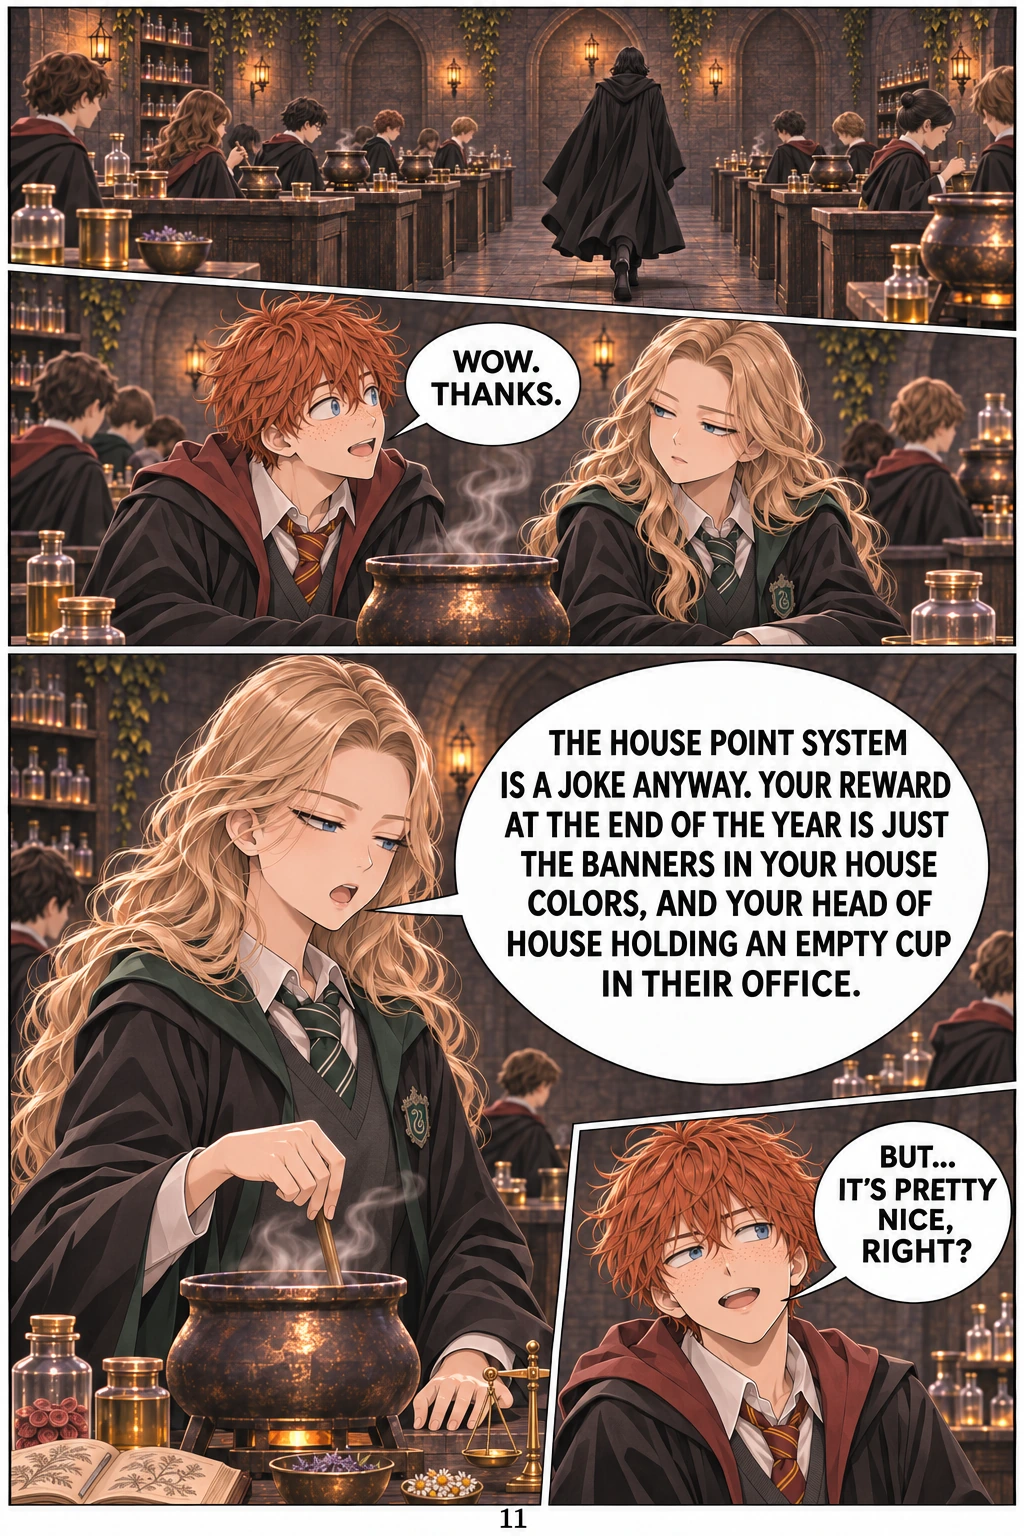 WOW.
THANKS.
THE HOUSE POINT SYSTEM
IS A JOKE ANYWAY. YOUR REWARD
AT THE END OF THE YEAR IS JUST
THE BANNERS IN YOUR HOUSE
COLORS, AND YOUR HEAD OF
HOUSE HOLDING AN EMPTY CUP
IN THEIR OFFICE.
BUT...
IT'S PRETTY
NICE,
RIGHT?
11